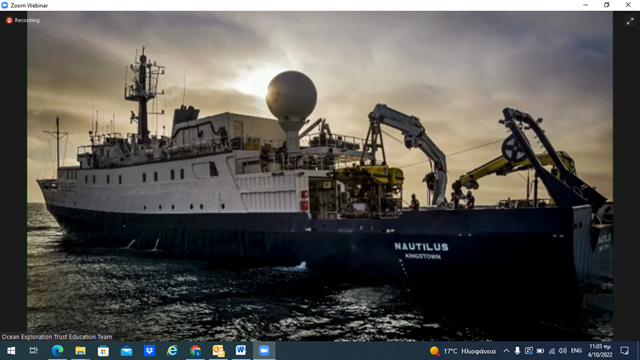 Zoom Webinar
Recording
NAUTILUS
KINGSTOWN
Ocean Exploration Trust Education Team
17°C Ηλιοφάνεια
ENG
11:03 πμ
4/10/2022